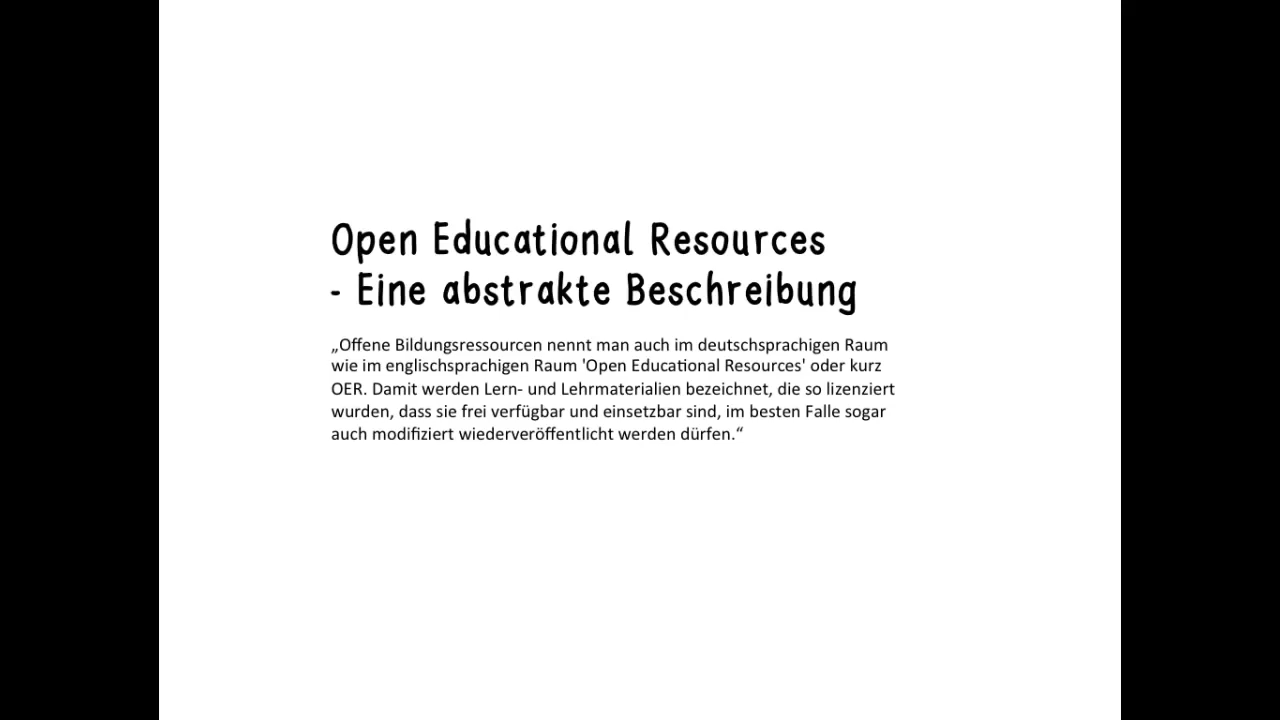 Open Educational Resources
- Eine abstrakte Beschreibung
„Offene Bildungsressourcen nennt man auch im deutschsprachigen Raum
wie im englischsprachigen Raum 'Open Educational Resources' oder kurz
OER. Damit werden Lern- und Lehrmaterialien bezeichnet, die so lizenziert
wurden, dass sie frei verfügbar und einsetzbar sind, im besten Falle sogar
auch modifiziert wiederveröffentlicht werden dürfen.“